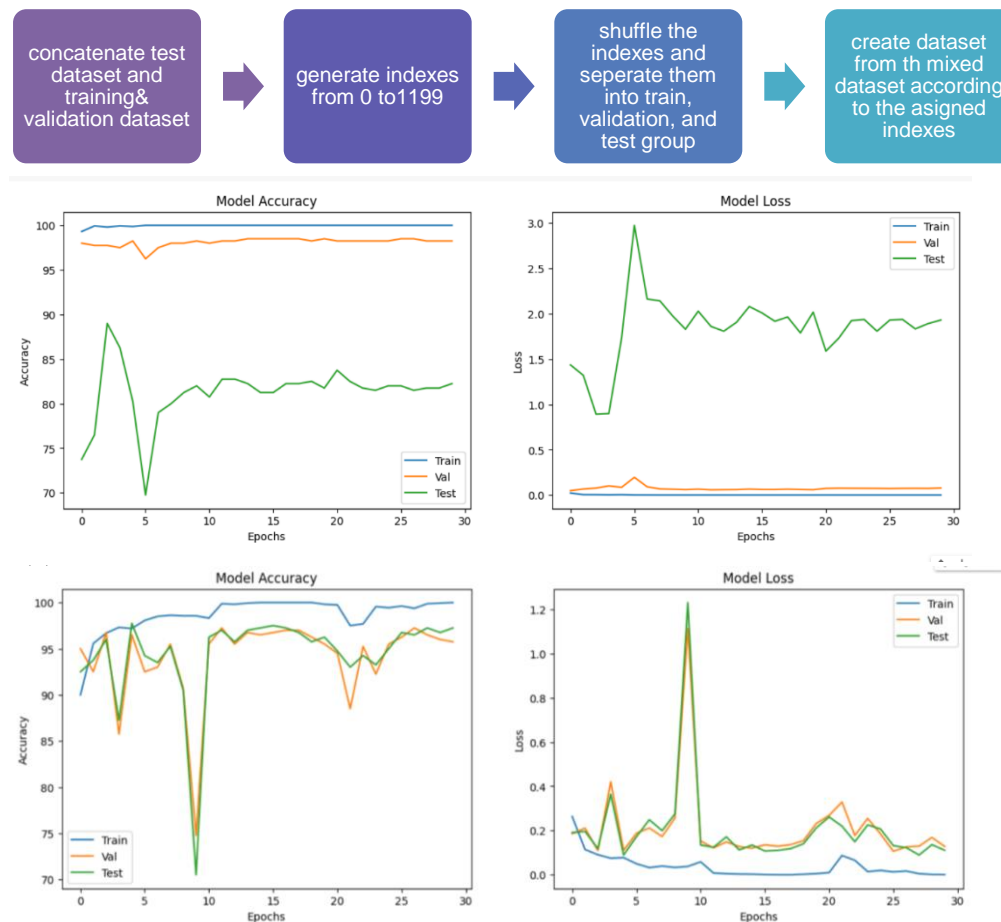 concatenate test
dataset and
training&
validation dataset
generate indexes
from 0 to1199
shuffle the
indexes and
seperate them
into train,
validation, and
test group
create dataset
from th mixed
dataset according
to the asigned
indexes
Model Accuracy
Accuracy
100
95
90
85
80
75
70
0
5
10
15
20
25
30
Epochs
Train
Val
Test
Model Loss
Loss
3.0
2.5
2.0
1.5
1.0
0.5
0.0
0
5
10
15
20
25
30
Epochs
Train
Val
Test
Model Accuracy
Accuracy
100
95
90
85
80
75
70
0
5
10
15
20
25
30
Epochs
Train
Val
Test
Model Loss
Loss
1.2
1.0
0.8
0.6
0.4
0.2
0.0
0
5
10
15
20
25
30
Epochs
Train
Val
Test